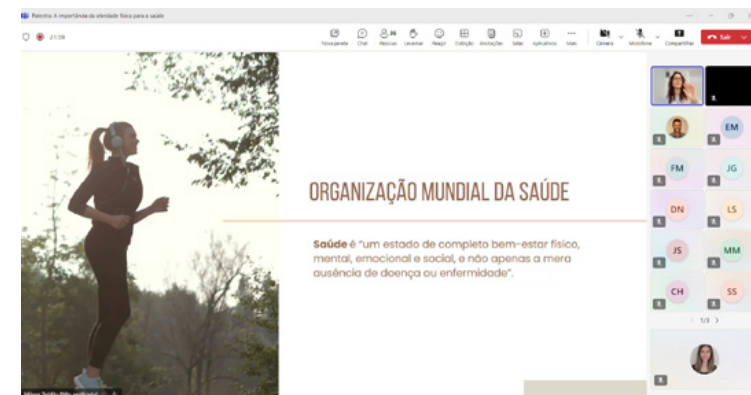 Palestra: A importância da atividade física para a saúde
21:59
Nova janela Chat Pessoas Levantar Reagir Exibição Anotações Salas Aplicativos Mais Câmera Microfone Compartilhar Sair
EM
FM JG
ORGANIZAÇÃO MUNDIAL DA SAÚDE
DN LS
Saúde é “um estado de completo bem-estar físico,
mental, emocional e social, e não apenas a mera
ausência de doença ou enfermidade”.
JS MM
CH SS
1/3